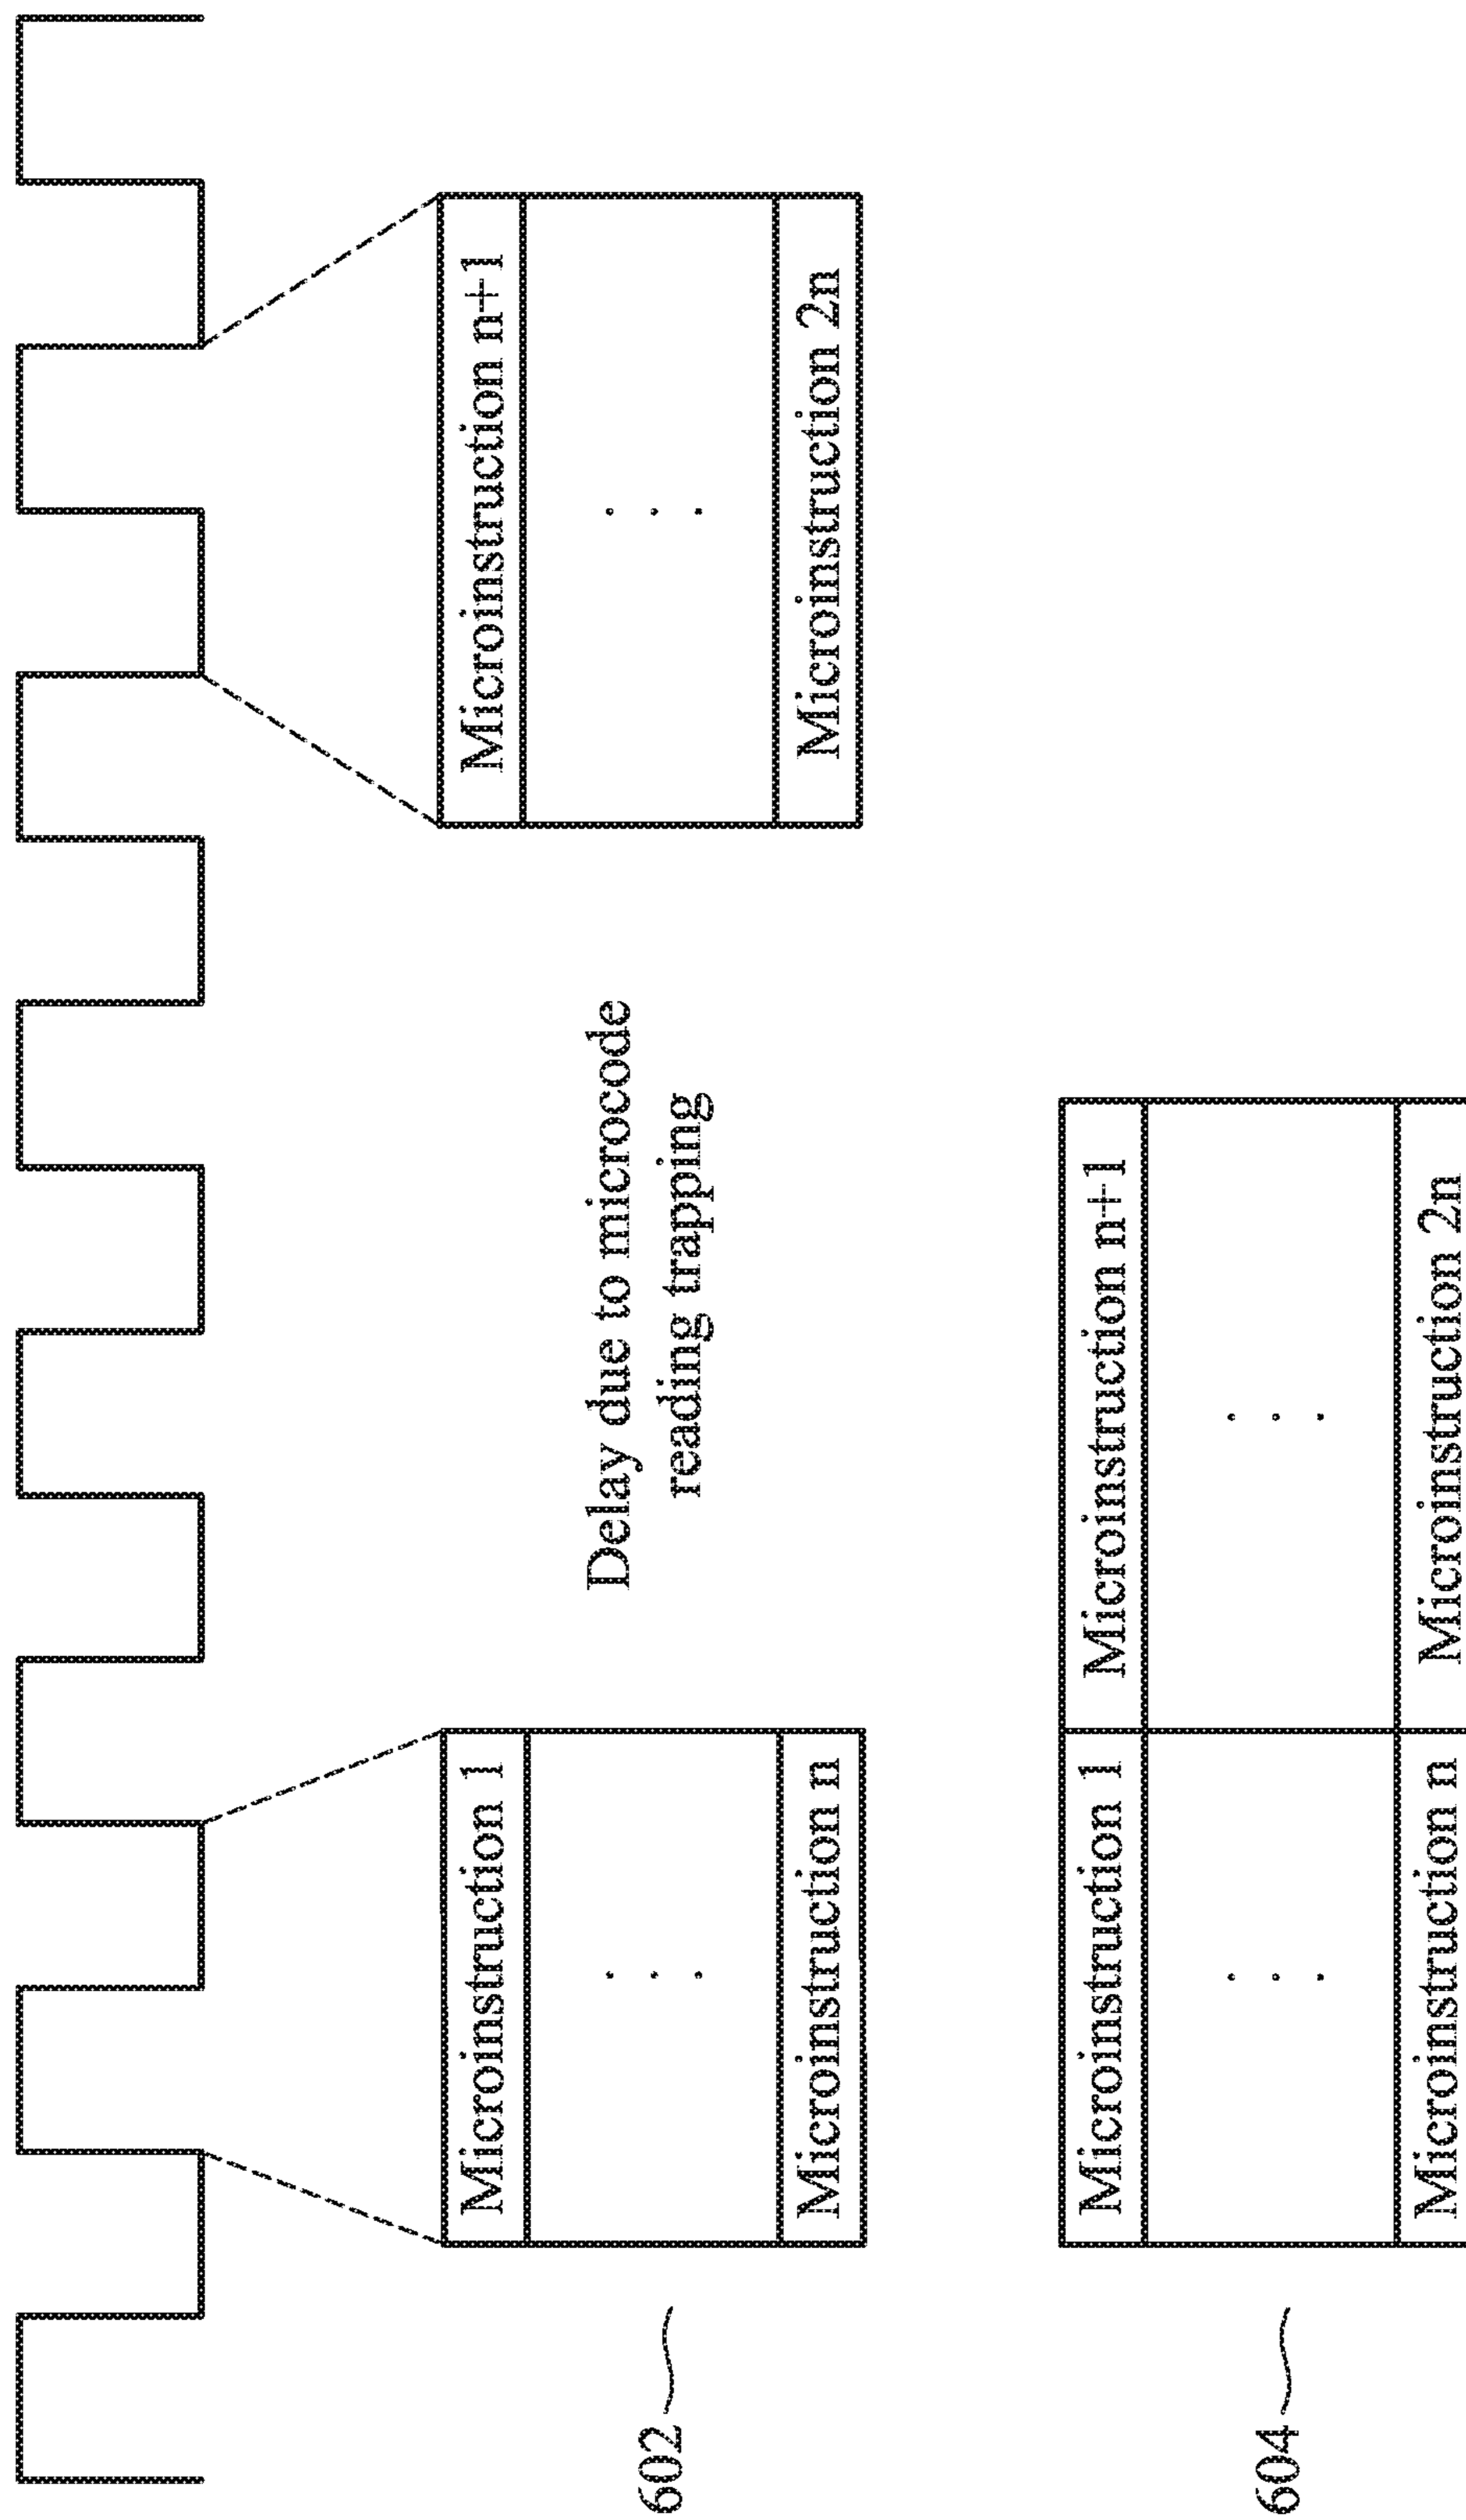 602
Microinstruction 1
.
.
.
Microinstruction n
Delay due to microcode
reading trapping
Microinstruction n+1
.
.
.
Microinstruction 2n
604
Microinstruction 1
.
.
.
Microinstruction n
Microinstruction n+1
.
.
.
Microinstruction 2n